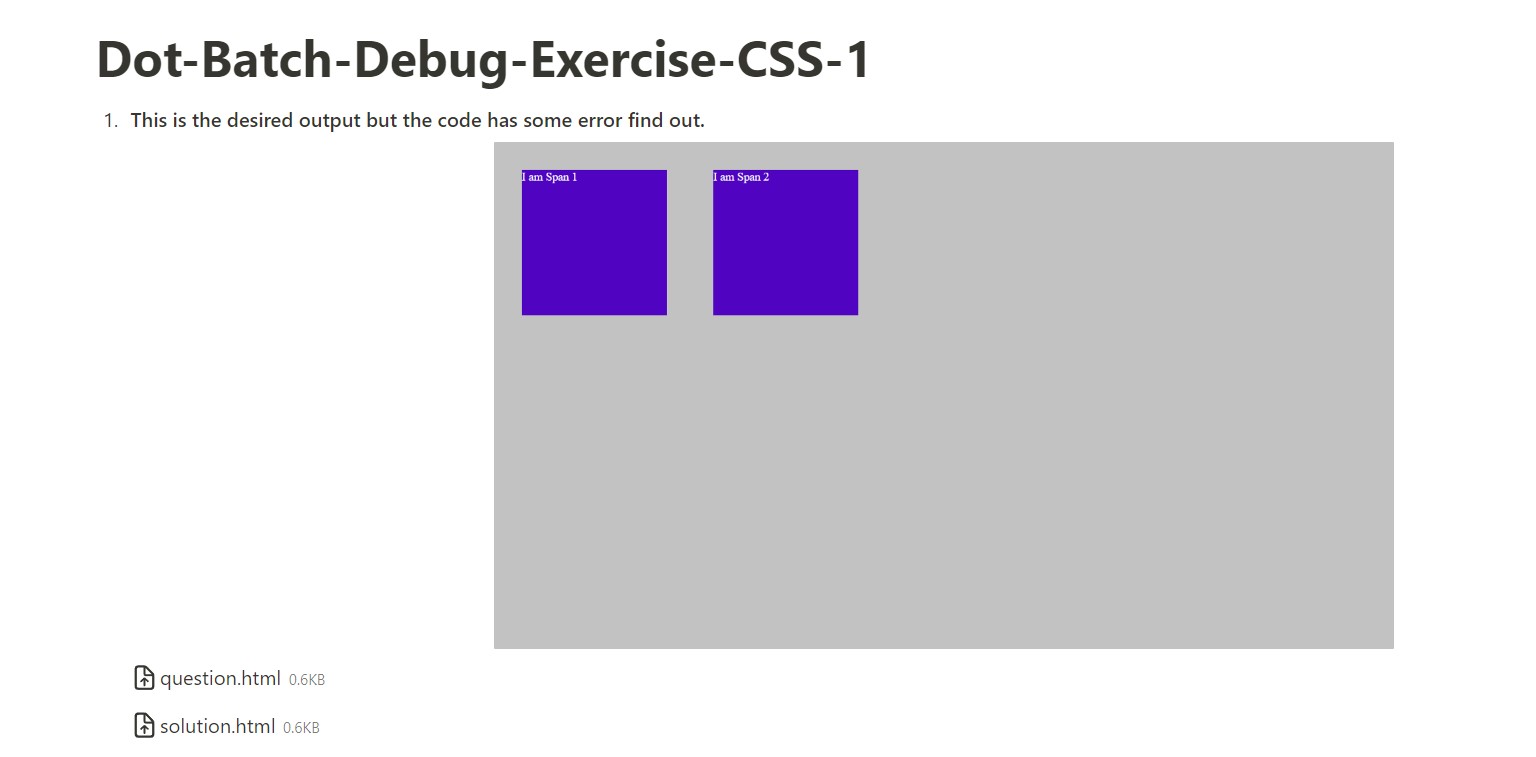 Dot-Batch-Debug-Exercise-CSS-1
1. This is the desired output but the code has some error find out.
I am Span 1 I am Span 2
question.html 0.6KB
solution.html 0.6KB